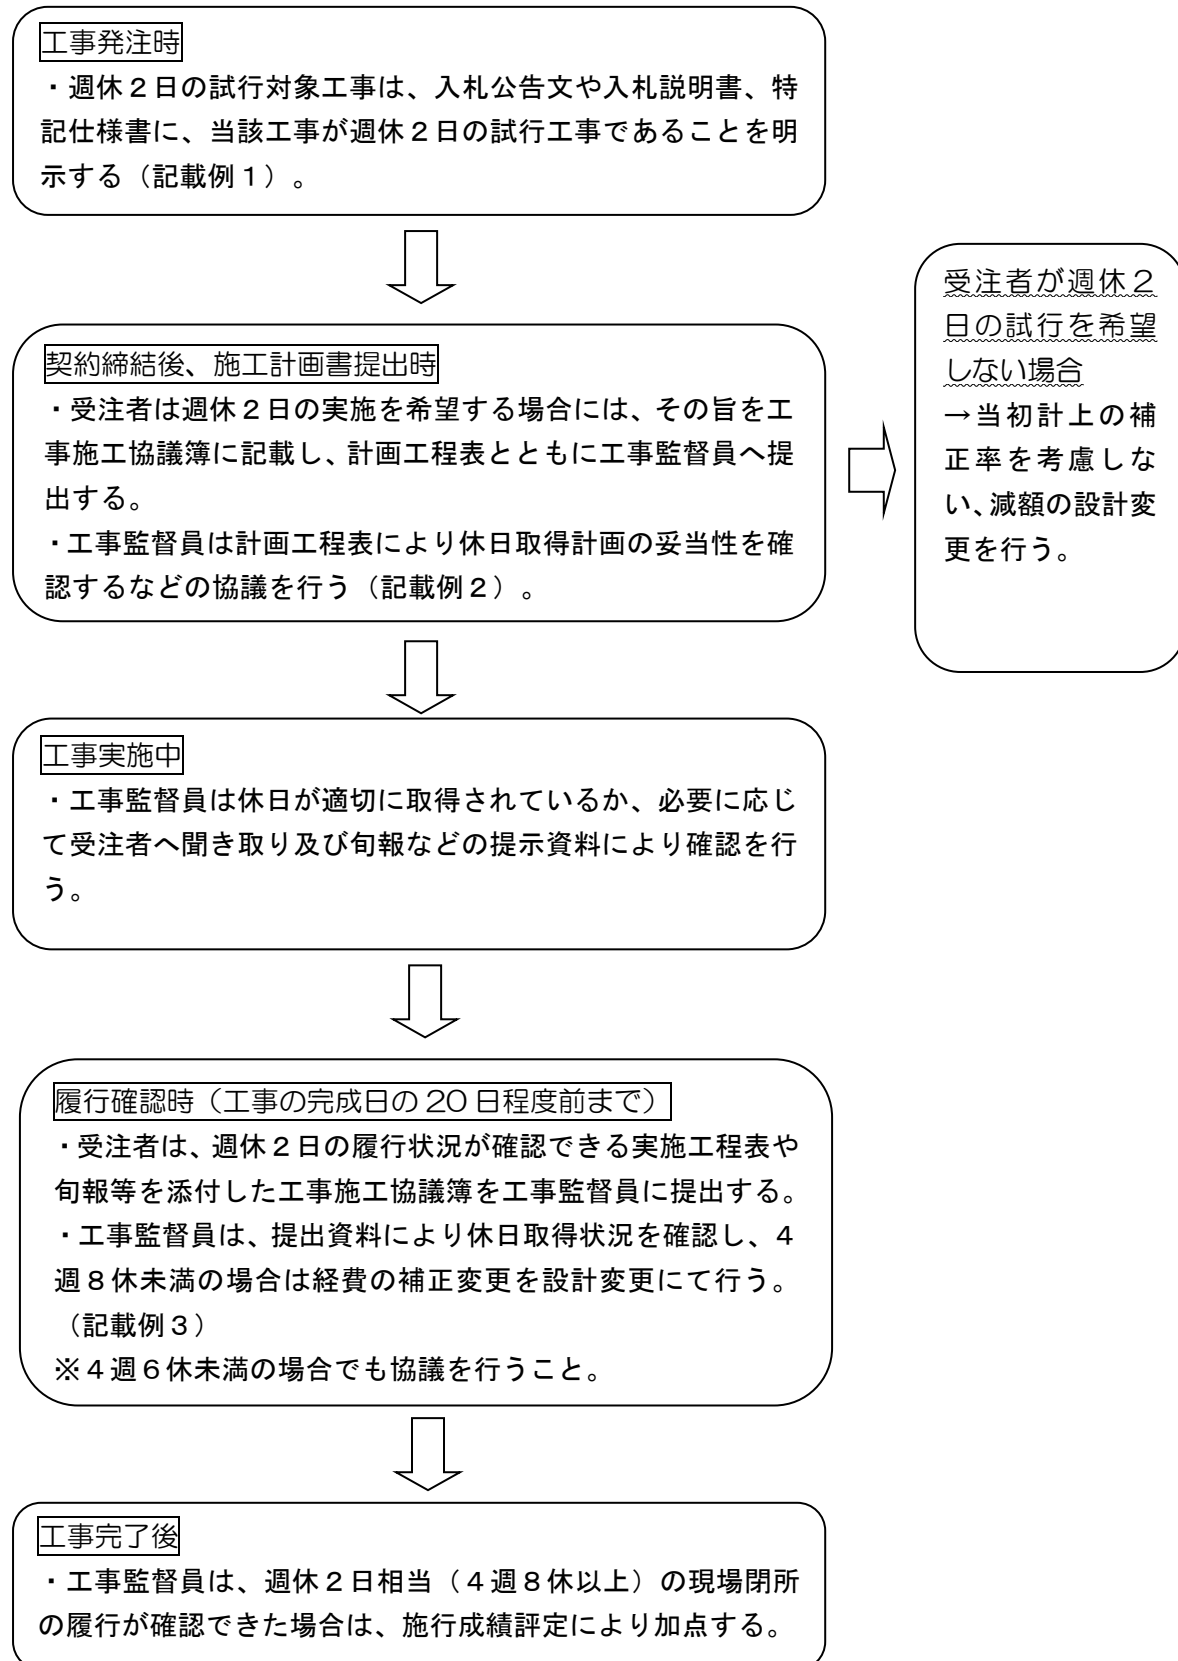 工事発注時
・週休２日の試行対象工事は、入札公告文や入札説明書、特
記仕様書に、当該工事が週休２日の試行工事であることを明
示する（記載例１）。
契約締結後、施工計画書提出時
・受注者は週休２日の実施を希望する場合には、その旨を工
事施工協議簿に記載し、計画工程表とともに工事監督員へ提
出する。
・工事監督員は計画工程表により休日取得計画の妥当性を確
認するなどの協議を行う（記載例２）。
受注者が週休２
日の試行を希望
しない場合
→当初計上の補
正率を考慮しな
い、減額の設計変
更を行う。
工事実施中
・工事監督員は休日が適切に取得されているか、必要に応じ
て受注者へ聞き取り及び旬報などの提示資料により確認を行
う。
履行確認時（工事の完成日の20日程度前まで）
・受注者は、週休２日の履行状況が確認できる実施工程表や
旬報等を添付した工事施工協議簿を工事監督員に提出する。
・工事監督員は、提出資料により休日取得状況を確認し、４
週８休未満の場合は経費の補正変更を設計変更にて行う。
（記載例３）
※４週６休未満の場合でも協議を行うこと。
工事完了後
・工事監督員は、週休２日相当（４週８休以上）の現場閉所
の履行が確認できた場合は、施行成績評定により加点する。